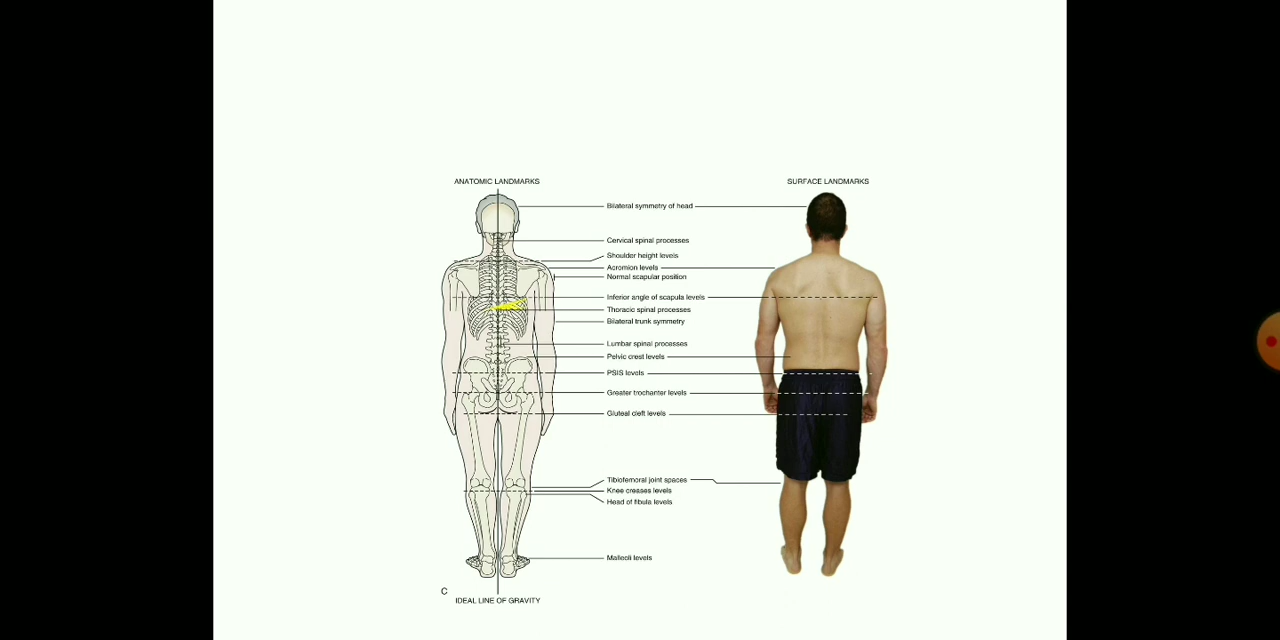 ANATOMIC LANDMARKS
SURFACE LANDMARKS
Bilateral symmetry of head
Cervical spinal processes
Shoulder height levels
Acromion levels
Normal scapular position
Inferior angle of scapula levels
Thoracic spinal processes
Bilateral trunk symmetry
Lumbar spinal processes
Pelvic crest levels
PSIS levels
Greater trochanter levels
Gluteal cleft levels
Tibiofemoral joint spaces
Knee creases levels
Head of fibula levels
Malleoli levels
C
IDEAL LINE OF GRAVITY